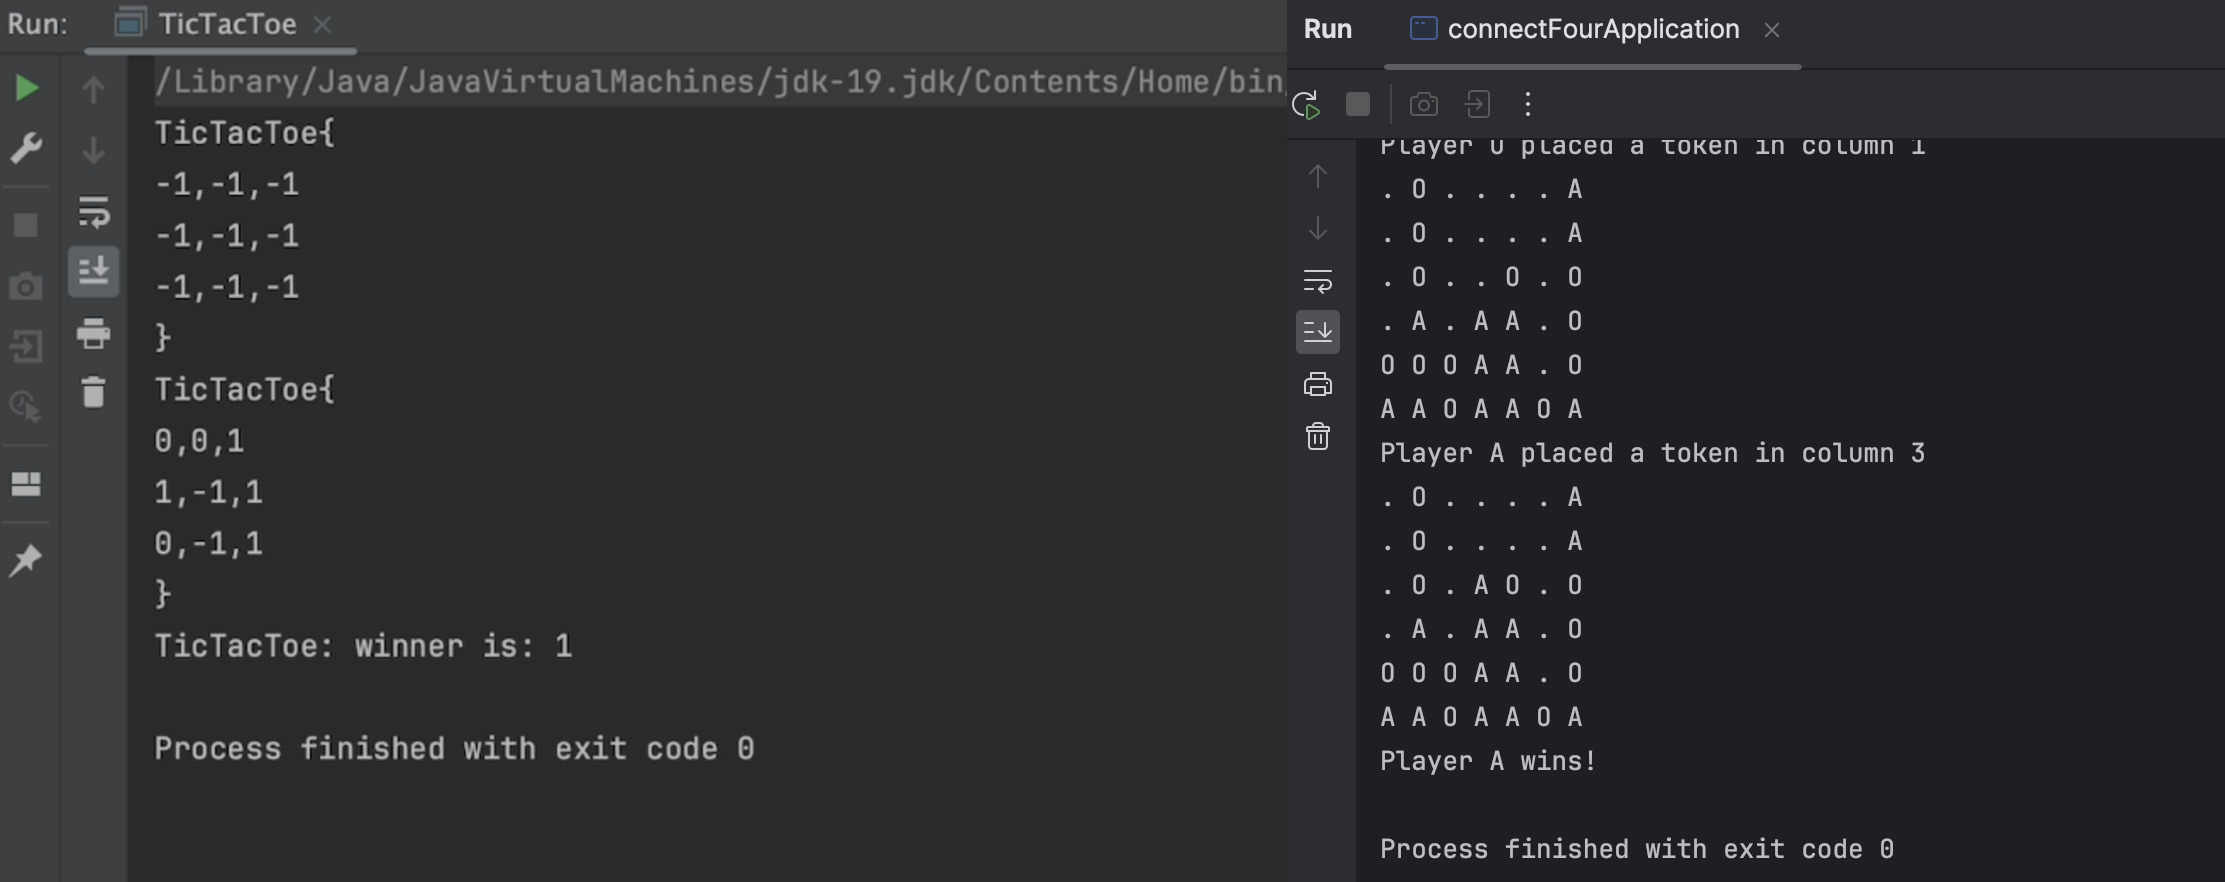 Run: TicTacToe
/Library/Java/JavaVirtualMachines/jdk-19.jdk/Contents/Home/bin
TicTacToe{
-1,-1,-1
-1,-1,-1
-1,-1,-1
}
TicTacToe{
0,0,1
1,-1,1
0,-1,1
}
TicTacToe: winner is: 1
Process finished with exit code 0
Run connectFourApplication
Player O placed a token in column 1
. O . . . . A
. O . . . . A
. O . . O . O
. A . A A . O
O O O A A . O
A A O A A O A
Player A placed a token in column 3
. O . . . . A
. O . . . . A
. O . A O . O
. A . A A . O
O O O A A . O
A A O A A O A
Player A wins!
Process finished with exit code 0